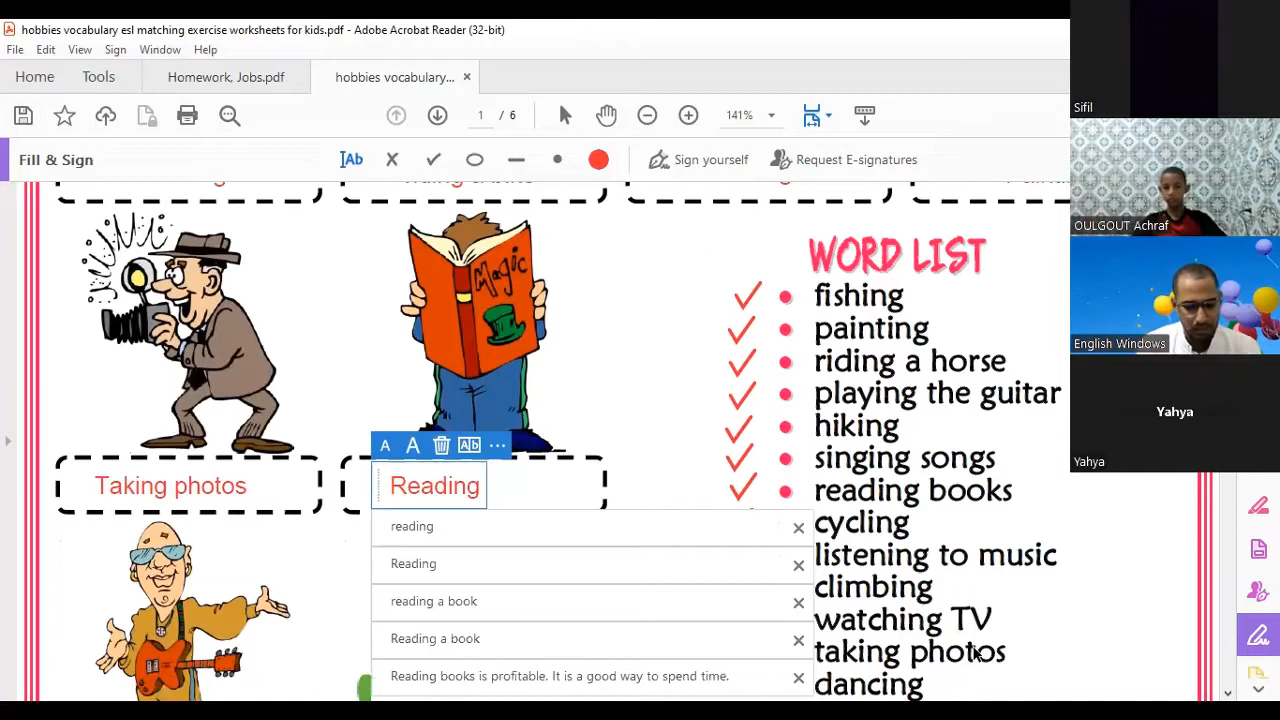 hobbies vocabulary esl matching exercise worksheets for kids.pdf - Adobe Acrobat Reader (32-bit)
File Edit View Sign Window Help
Home Tools Homework, Jobs.pdf hobbies vocabulary... ×
1 / 6 141%
Fill & Sign Ab Sign yourself Request E-signatures
Magic
WORD LIST
fishing
painting
riding a horse
playing the guitar
hiking
singing songs
reading books
cycling
listening to music
climbing
watching TV
taking photos
dancing
A A Ab ...
Taking photos
Reading
reading
Reading
reading a book
Reading a book
Reading books is profitable. It is a good way to spend time.
Sifil
OULGOUT Achraf
English Windows
Yahya
Yahya